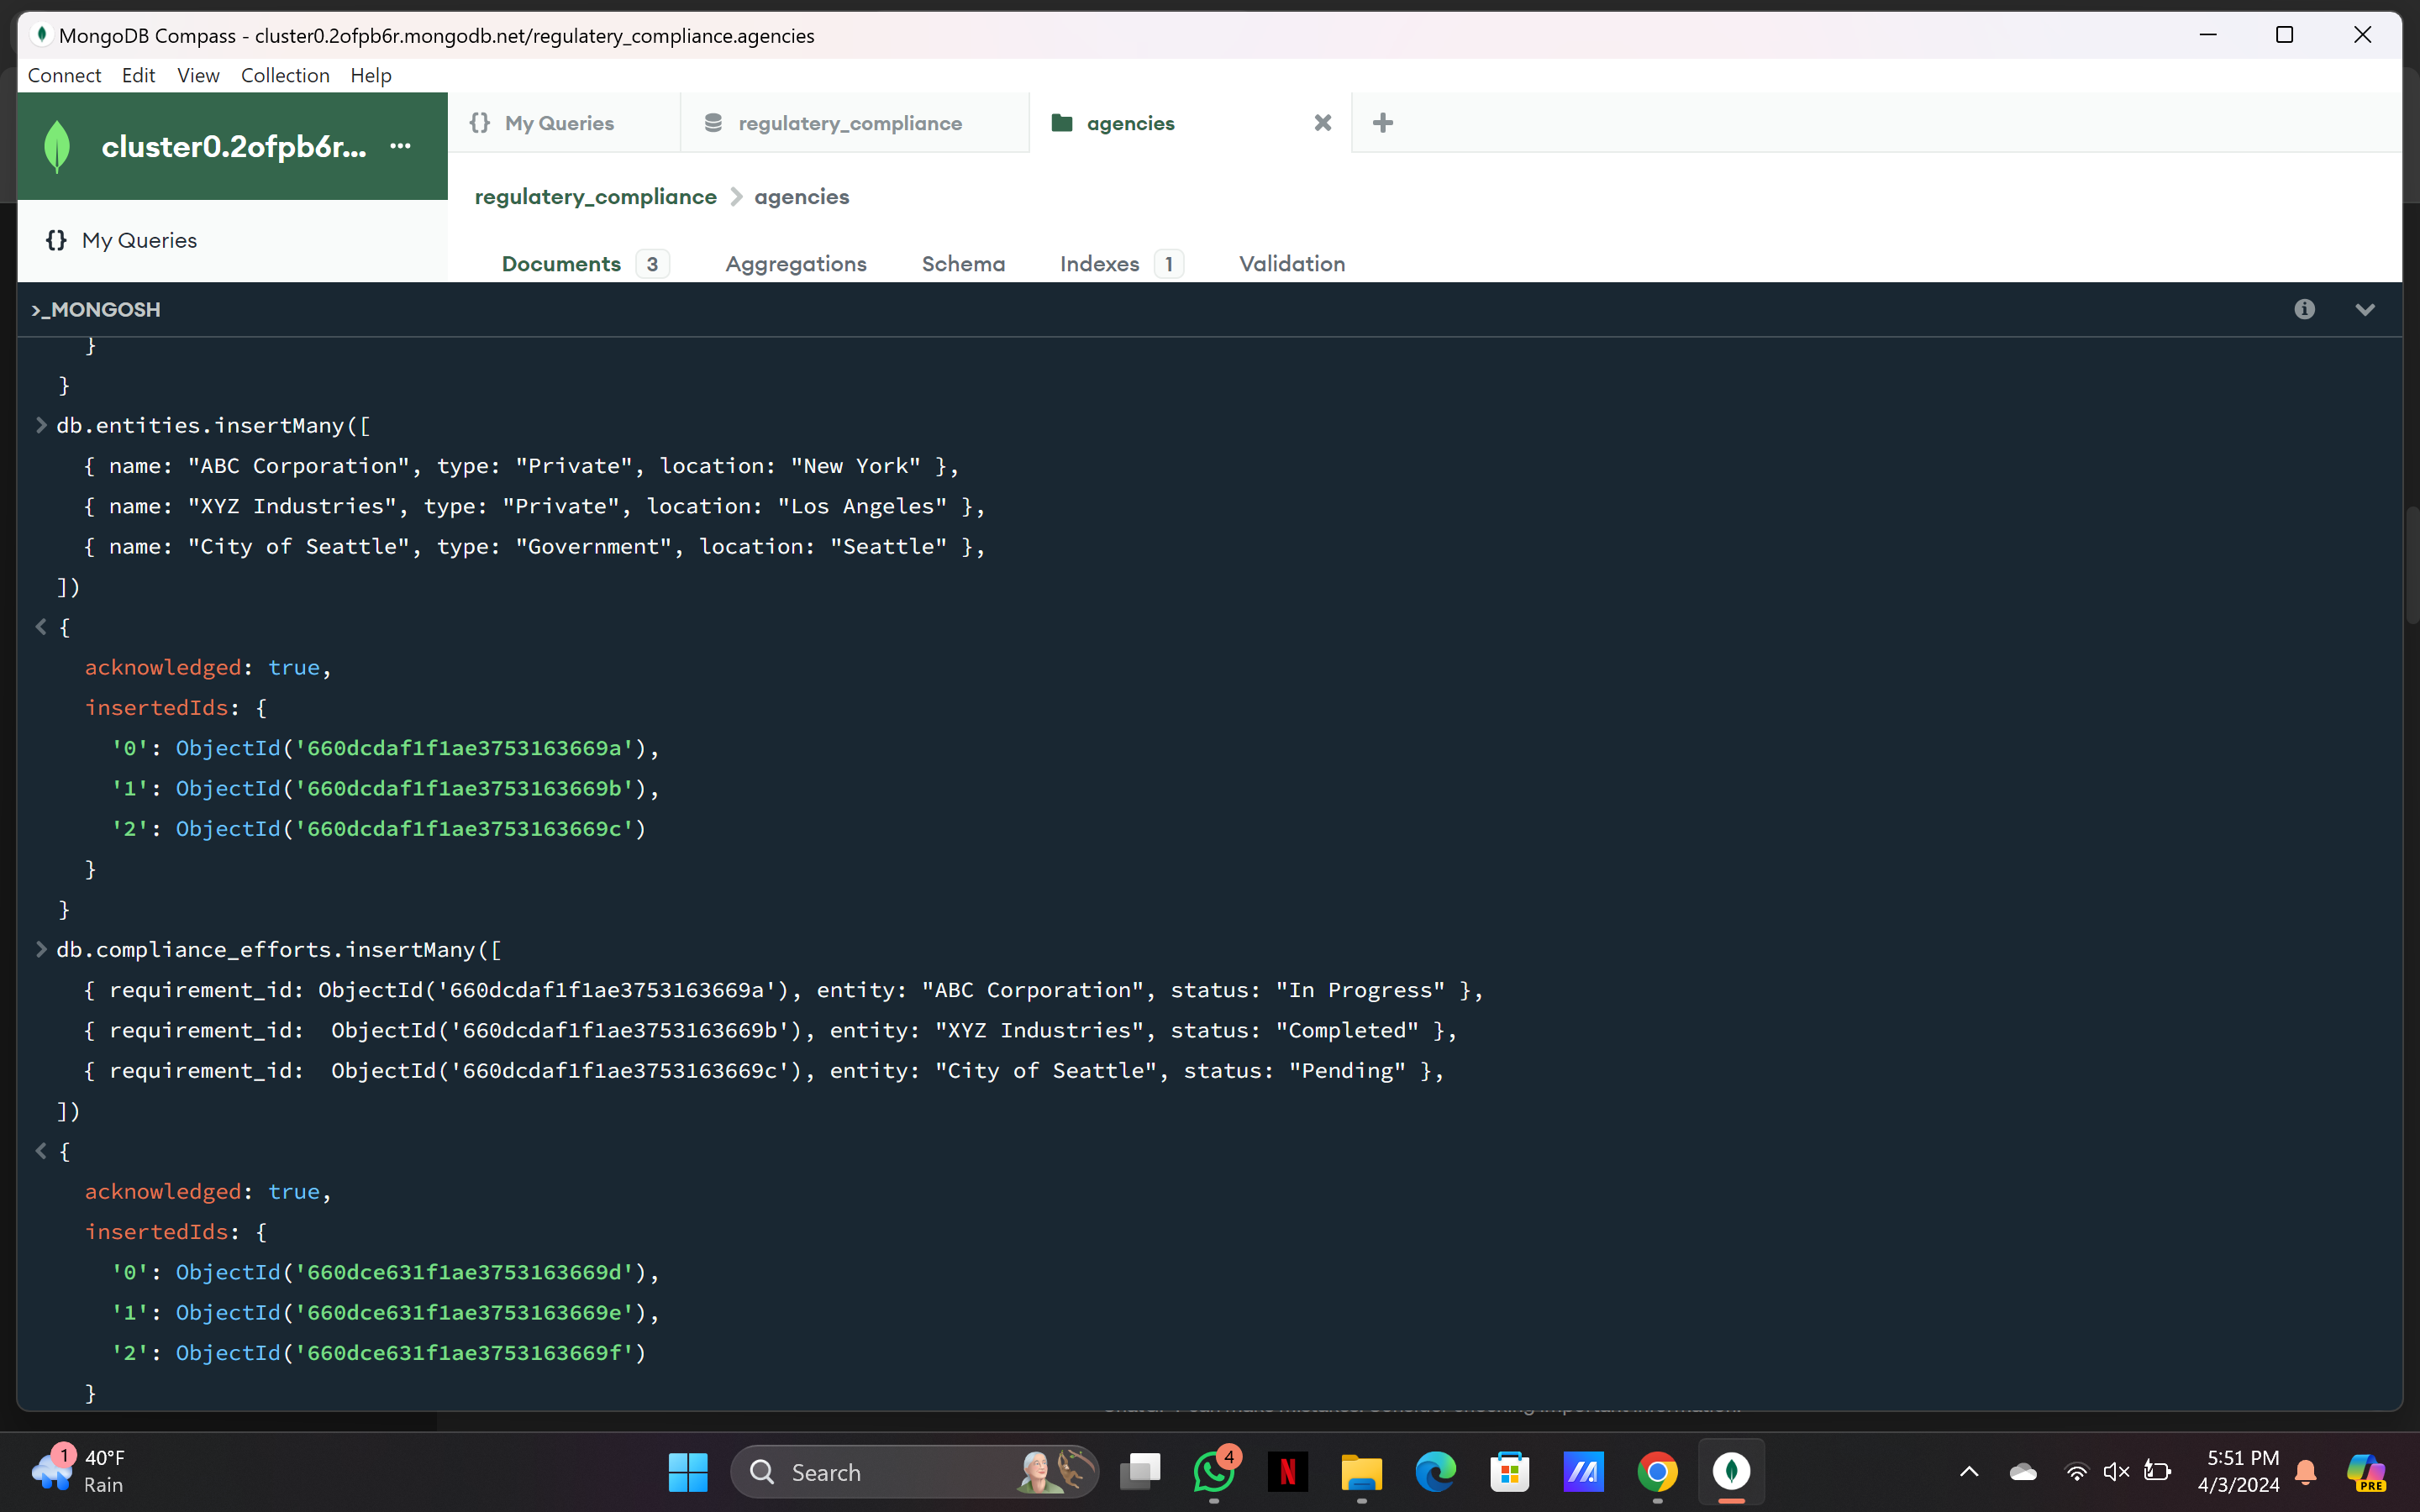 MongoDB Compass - cluster0.2ofpb6r.mongodb.net/regulatery_compliance.agencies
Connect Edit View Collection Help
cluster0.2ofpb6r... ···
{} My Queries regulatery_compliance agencies
regulatery_compliance > agencies
{} My Queries
Documents 3 Aggregations Schema Indexes 1 Validation
>_MONGOSH
}
}
> db.entities.insertMany([
{ name: "ABC Corporation", type: "Private", location: "New York" },
{ name: "XYZ Industries", type: "Private", location: "Los Angeles" },
{ name: "City of Seattle", type: "Government", location: "Seattle" },
])
< {
acknowledged: true,
insertedIds: {
'0': ObjectId('660dcdaf1f1ae3753163669a'),
'1': ObjectId('660dcdaf1f1ae3753163669b'),
'2': ObjectId('660dcdaf1f1ae3753163669c')
}
}
> db.compliance_efforts.insertMany([
{ requirement_id: ObjectId('660dcdaf1f1ae3753163669a'), entity: "ABC Corporation", status: "In Progress" },
{ requirement_id:  ObjectId('660dcdaf1f1ae3753163669b'), entity: "XYZ Industries", status: "Completed" },
{ requirement_id:  ObjectId('660dcdaf1f1ae3753163669c'), entity: "City of Seattle", status: "Pending" },
])
< {
acknowledged: true,
insertedIds: {
'0': ObjectId('660dce631f1ae3753163669d'),
'1': ObjectId('660dce631f1ae3753163669e'),
'2': ObjectId('660dce631f1ae3753163669f')
}
1 40°F
Rain
Search
4
N
5:51 PM
4/3/2024
PRE